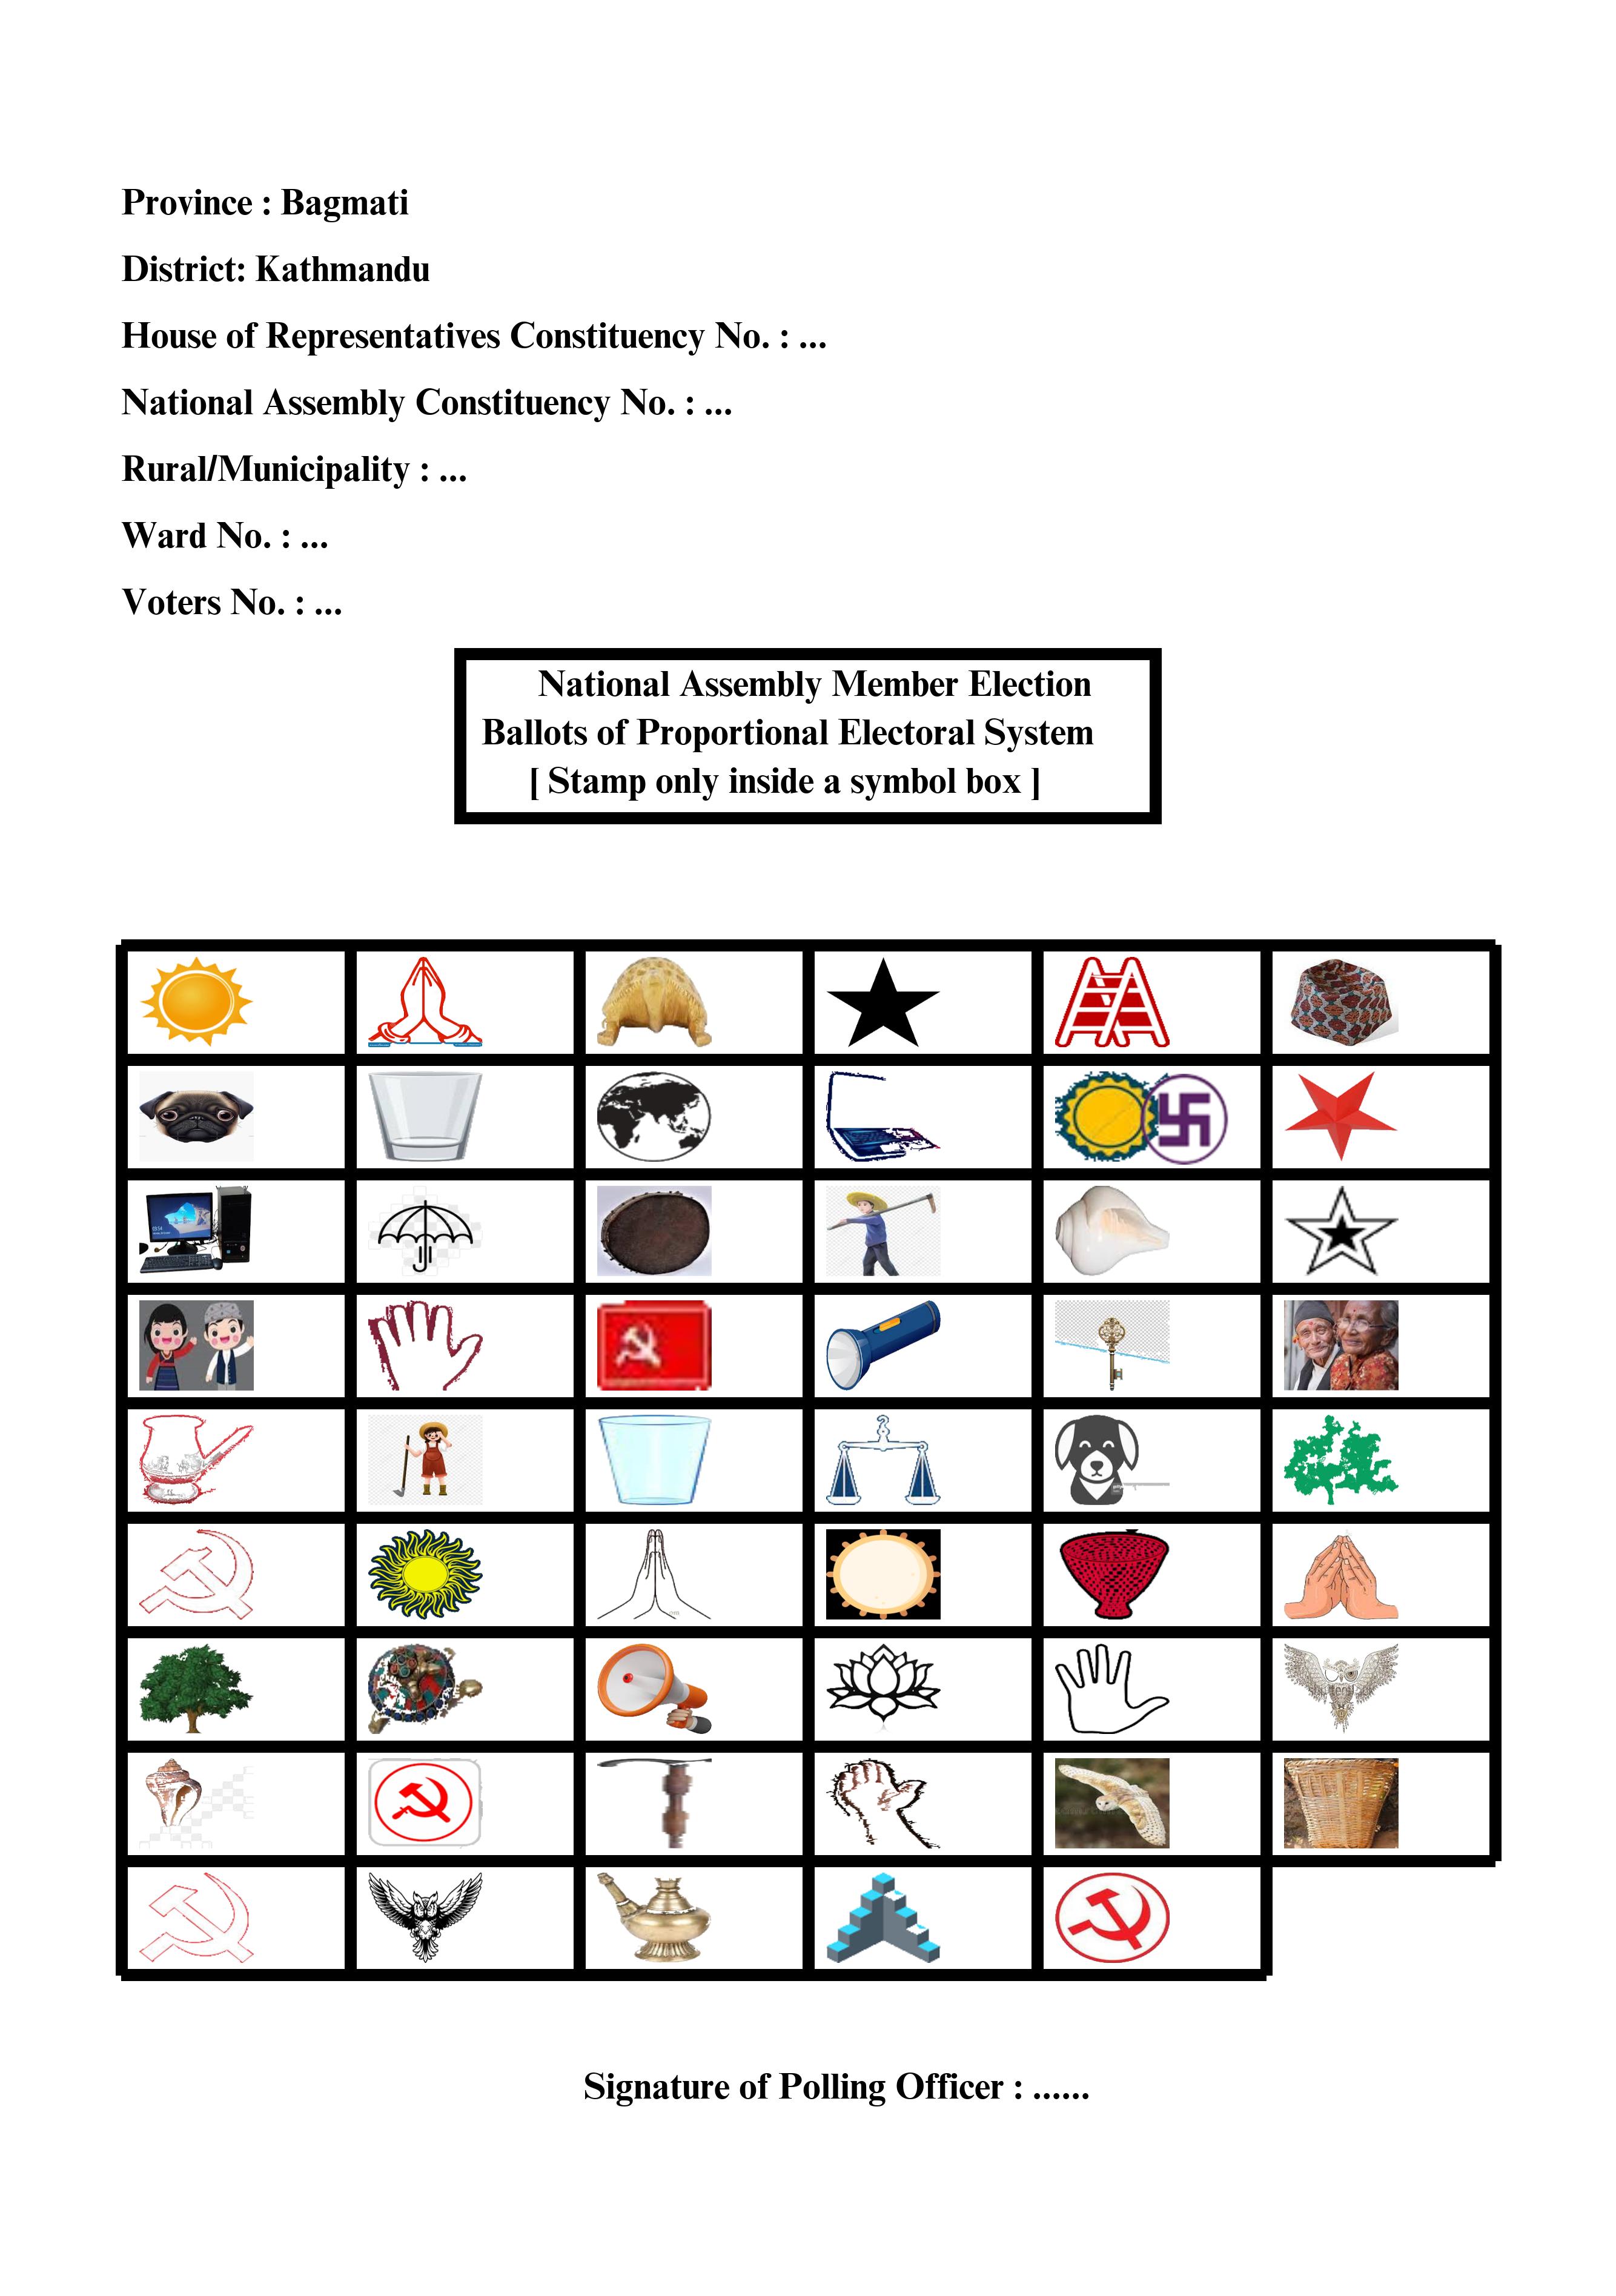 Province : Bagmati
District: Kathmandu
House of Representatives Constituency No. : ...
National Assembly Constituency No. : ...
Rural/Municipality : ...
Ward No. : ...
Voters No. : ...
National Assembly Member Election
Ballots of Proportional Electoral System
[ Stamp only inside a symbol box ]
Signature of Polling Officer : ......